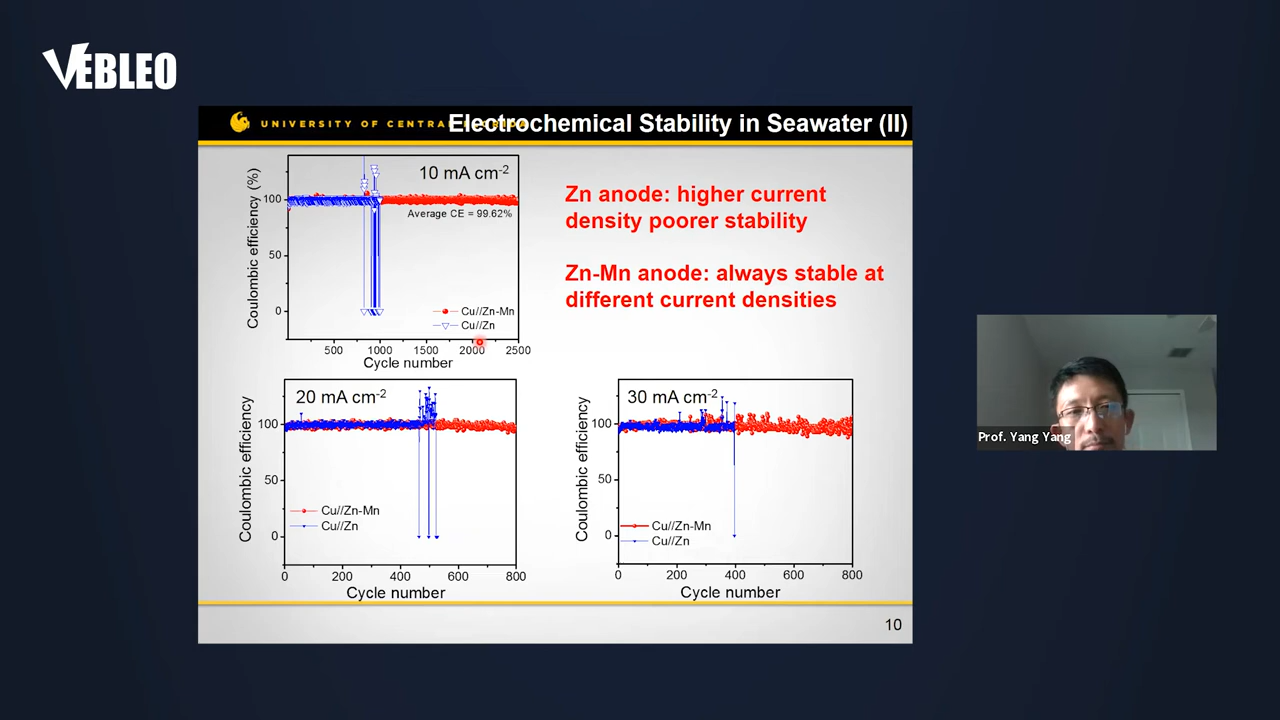 VEBLEO
UNIVERSITY OF CENTRAL FLORIDA
Electrochemical Stability in Seawater (II)
10 mA cm-2
Coulombic efficiency (%)
100
50
0
Average CE = 99.62%
Cu//Zn-Mn
Cu//Zn
500 1000 1500 2000 2500
Cycle number
Zn anode: higher current
density poorer stability
Zn-Mn anode: always stable at
different current densities
20 mA cm-2
Coulombic efficiency
100
50
0
Cu//Zn-Mn
Cu//Zn
0 200 400 600 800
Cycle number
30 mA cm-2
Coulombic efficiency
100
50
0
Cu//Zn-Mn
Cu//Zn
0 200 400 600 800
Cycle number
10
Prof. Yang Yang